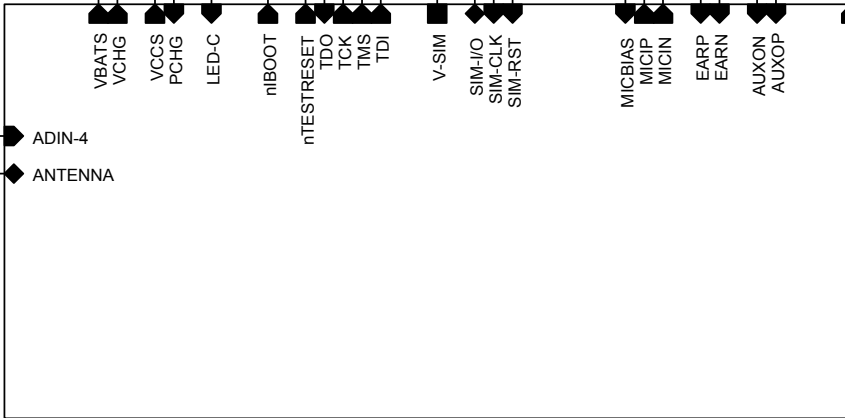 VBATS
VCHG
VCCS
PCHG
LED-C
nIBOOT
nTESTRESET
TDO
TCK
TMS
TDI
V-SIM
SIM-I/O
SIM-CLK
SIM-RST
MICBIAS
MICIP
MICIN
EARP
EARN
AUXON
AUXOP
ADIN-4
ANTENNA